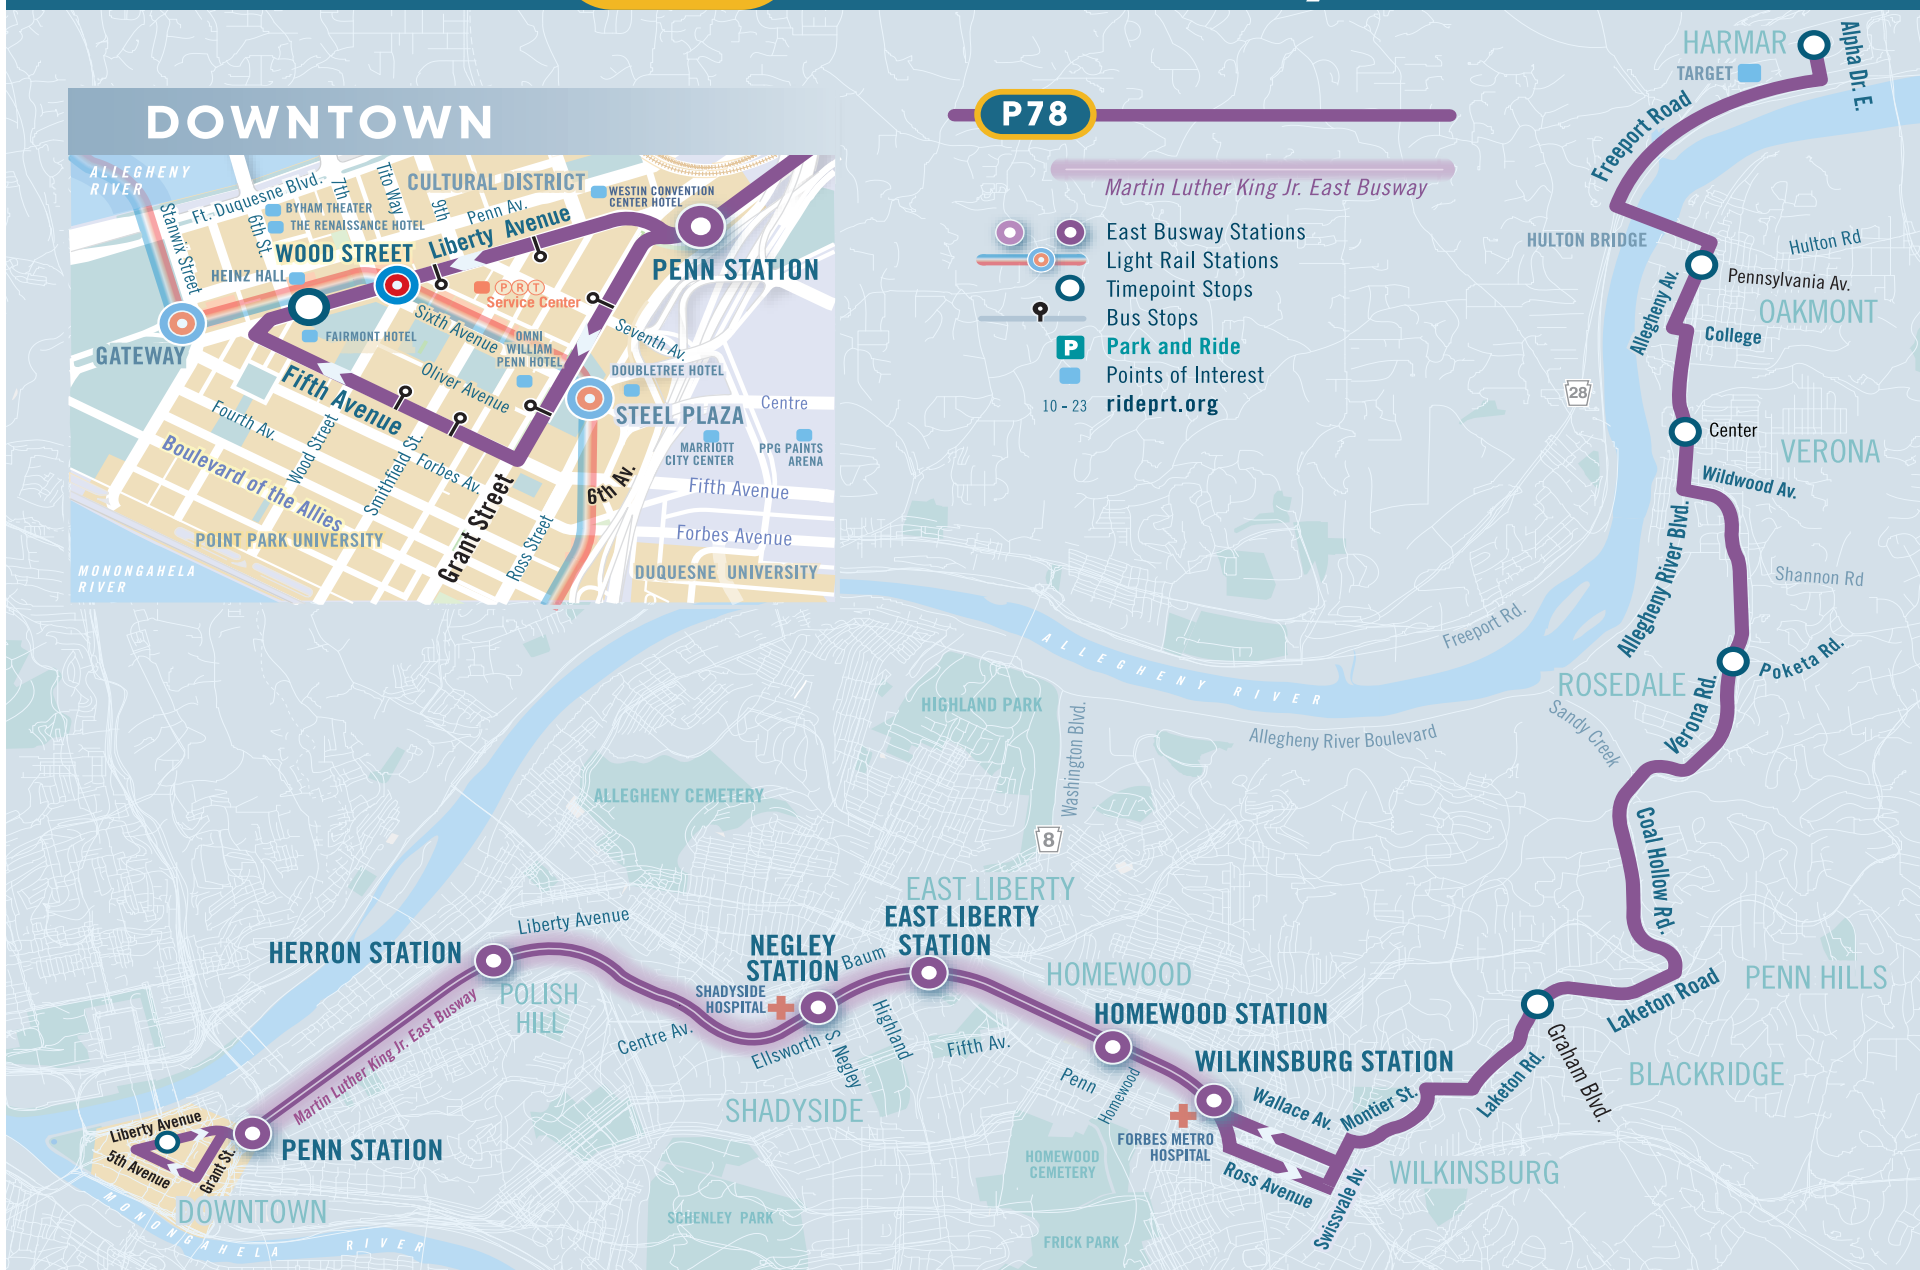 DOWNTOWN
ALLEGHENY
RIVER
Stanwix Street
Ft. Duquesne Blvd.
6th St.
7th
Tito Way
9th
CULTURAL DISTRICT
Penn Av.
BYHAM THEATER
THE RENAISSANCE HOTEL
WESTIN CONVENTION
CENTER HOTEL
WOOD STREET
Liberty Avenue
HEINZ HALL
PENN STATION
PRT
Service Center
GATEWAY
FAIRMONT HOTEL
Sixth Avenue
OMNI
WILLIAM
PENN HOTEL
Seventh Av.
DOUBLETREE HOTEL
Fifth Avenue
Oliver Avenue
STEEL PLAZA
Centre
Fourth Av.
Wood Street
Smithfield St.
Forbes Av.
MARRIOTT
CITY CENTER
PPG PAINTS
ARENA
Boulevard of the Allies
6th Av.
Fifth Avenue
Grant Street
Ross Street
Forbes Avenue
POINT PARK UNIVERSITY
DUQUESNE UNIVERSITY
MONONGAHELA
RIVER
P78
Martin Luther King Jr. East Busway
East Busway Stations
Light Rail Stations
Timepoint Stops
Bus Stops
P Park and Ride
Points of Interest
10 - 23 rideprt.org
HARMAR
TARGET
Alpha Dr. E.
Freeport Road
HULTON BRIDGE
Hulton Rd
Pennsylvania Av.
Allegheny Av.
OAKMONT
College
28
Center
VERONA
Wildwood Av.
Allegheny River Blvd.
Shannon Rd
Freeport Rd.
Poketa Rd.
ROSEDALE
Verona Rd.
Sandy Creek
ALLEGHENY RIVER
Allegheny River Boulevard
HIGHLAND PARK
Washington Blvd.
8
ALLEGHENY CEMETERY
Coal Hollow Rd.
EAST LIBERTY
EAST LIBERTY
STATION
Liberty Avenue
HERRON STATION
NEGLEY
STATION
Baum
HOMEWOOD
PENN HILLS
Laketon Road
SHADYSIDE
HOSPITAL
POLISH
HILL
Martin Luther King Jr. East Busway
Centre Av.
Ellsworth
S. Negley
Highland
Fifth Av.
HOMEWOOD STATION
WILKINSBURG STATION
Graham Blvd.
Laketon Rd.
BLACKRIDGE
Penn
Homewood
Wallace Av.
Montier St.
SHADYSIDE
FORBES METRO
HOSPITAL
HOMEWOOD
CEMETERY
Ross Avenue
Swissvale Av.
WILKINSBURG
Liberty Avenue
5th Avenue
Grant St.
PENN STATION
DOWNTOWN
MONONGAHELA RIVER
SCHENLEY PARK
FRICK PARK